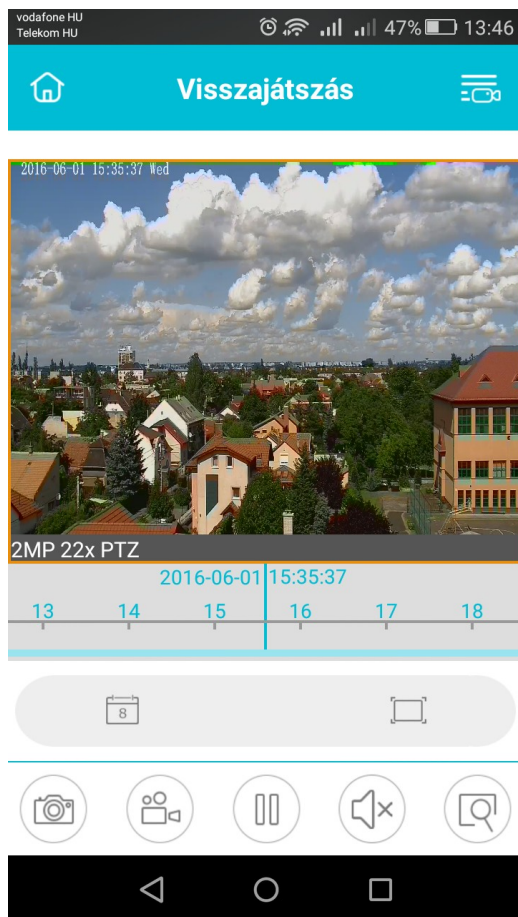 vodafone HU
Telekom HU
47% 13:46
Visszajátszás
2016-06-01 15:35:37 Wed
2MP 22x PTZ
2016-06-01 15:35:37
13 14 15 16 17 18
8